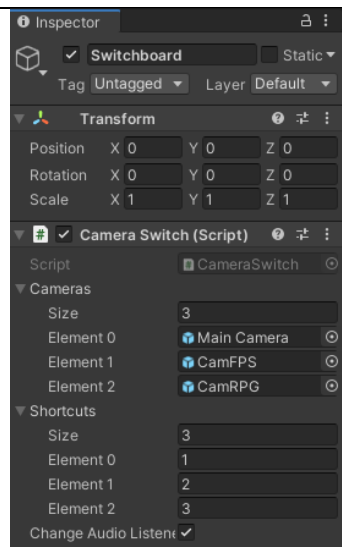 Inspector
Switchboard Static
Tag Untagged Layer Default
Transform
Position X 0 Y 0 Z 0
Rotation X 0 Y 0 Z 0
Scale X 1 Y 1 Z 1
# Camera Switch (Script)
Script # CameraSwitch
Cameras
Size 3
Element 0 Main Camera
Element 1 CamFPS
Element 2 CamRPG
Shortcuts
Size 3
Element 0 1
Element 1 2
Element 2 3
Change Audio Listene